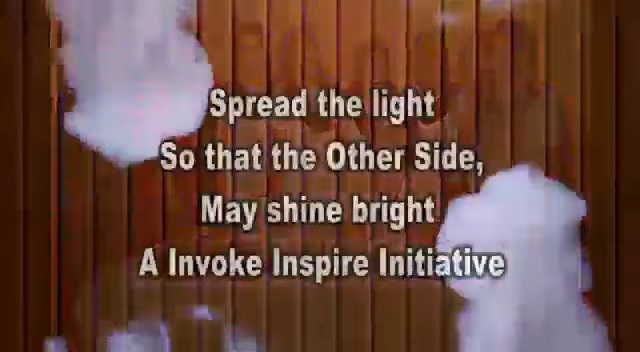 Spread the light
So that the Other Side,
May shine bright
A Invoke Inspire Initiative